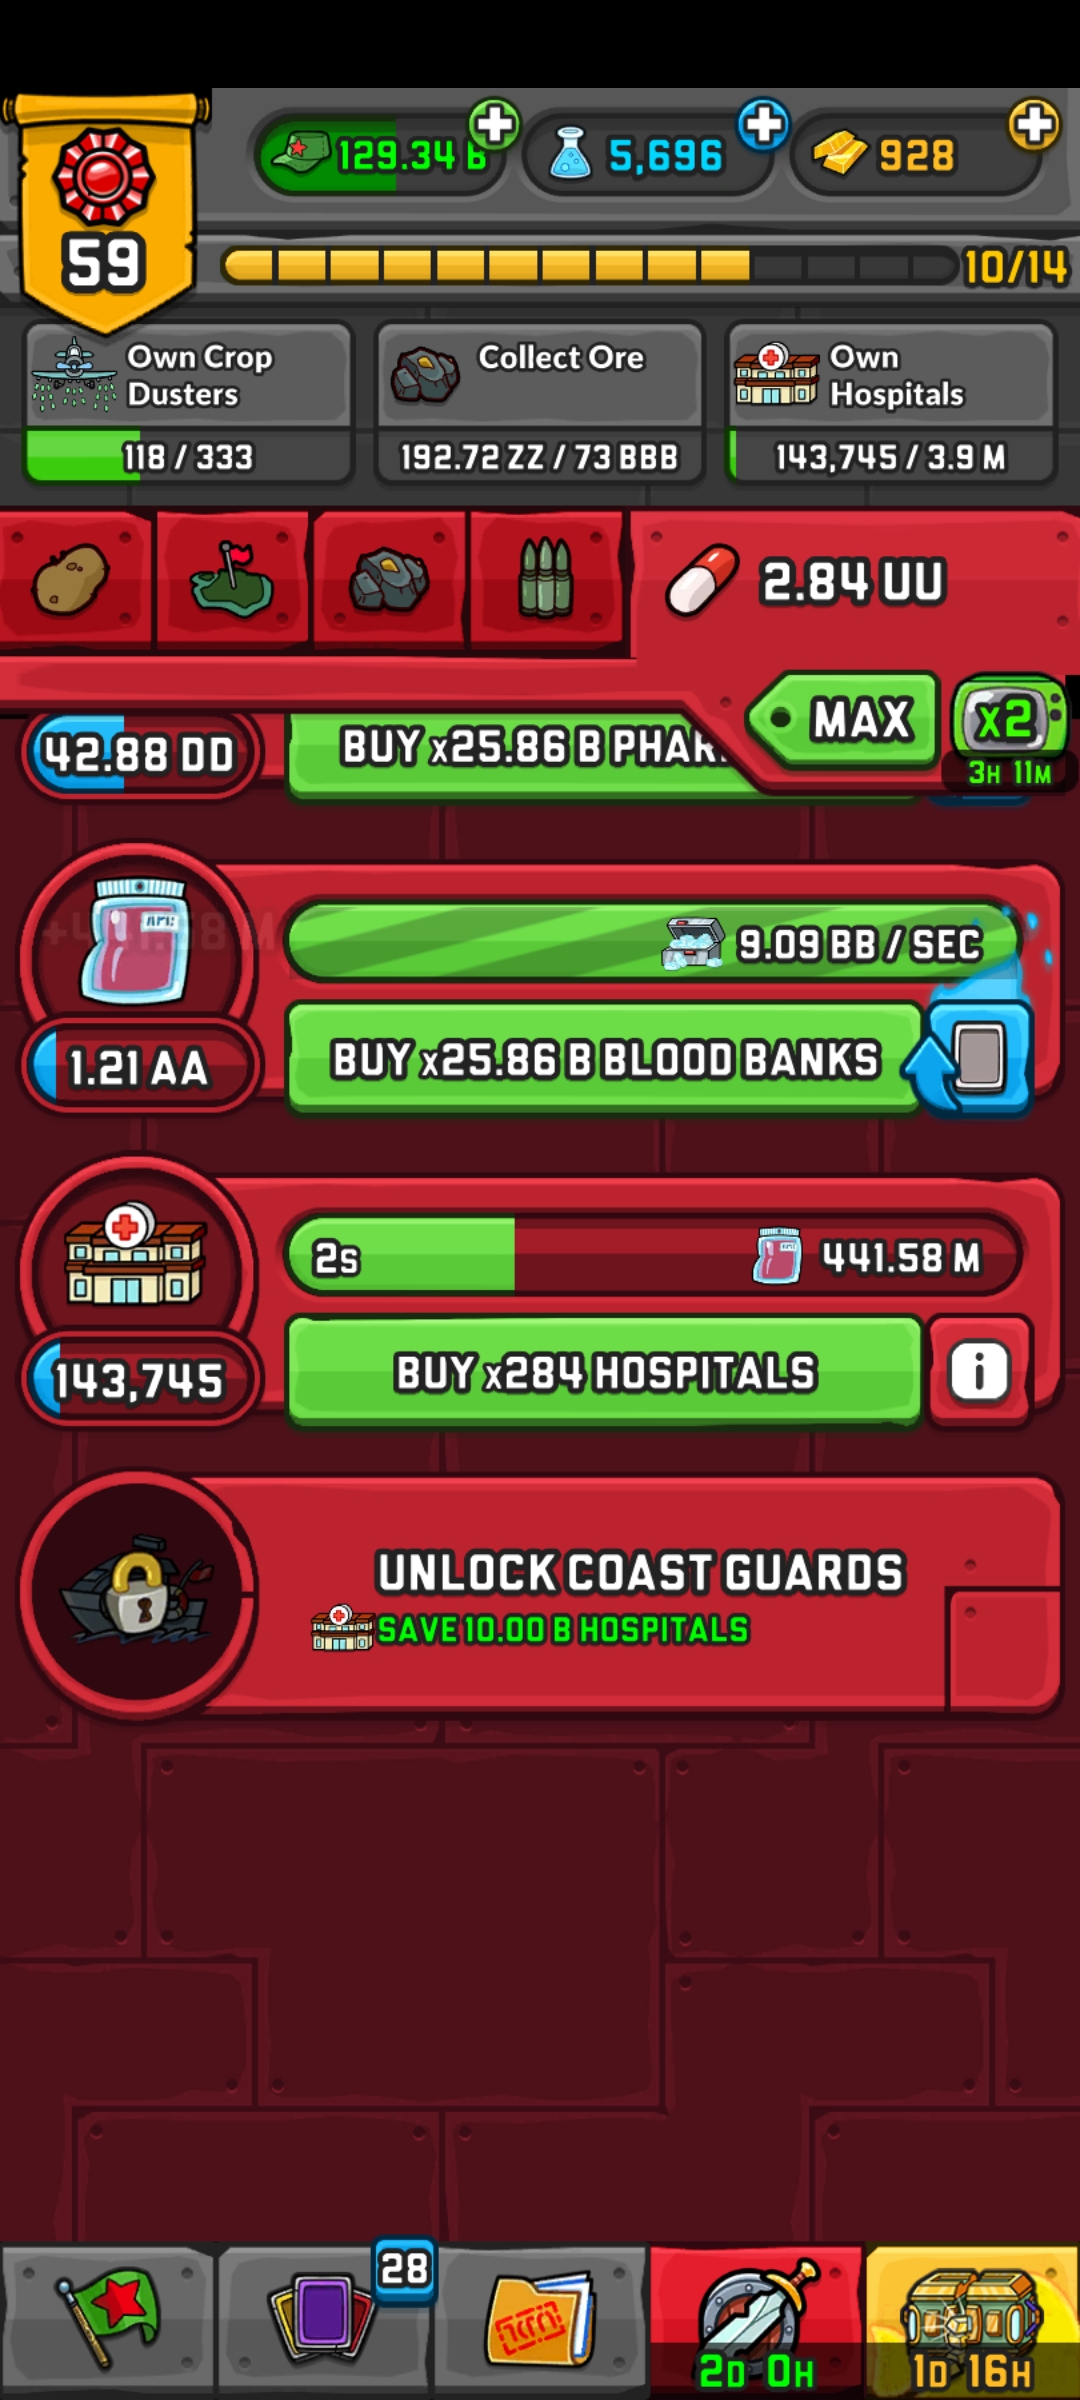 129.34 B
5,696
928
59
10/14
Own Crop
Dusters
118 / 333
Collect Ore
192.72 ZZ / 73 BBB
Own
Hospitals
143,745 / 3.9 M
2.84 UU
MAX
x2
3H 11M
42.88 DD
BUY x25.86 B PHAR
9.09 BB / SEC
1.21 AA
BUY x25.86 B BLOOD BANKS
2s
441.58 M
143,745
BUY x284 HOSPITALS
i
UNLOCK COAST GUARDS
SAVE 10.00 B HOSPITALS
28
2D 0H
1D 16H